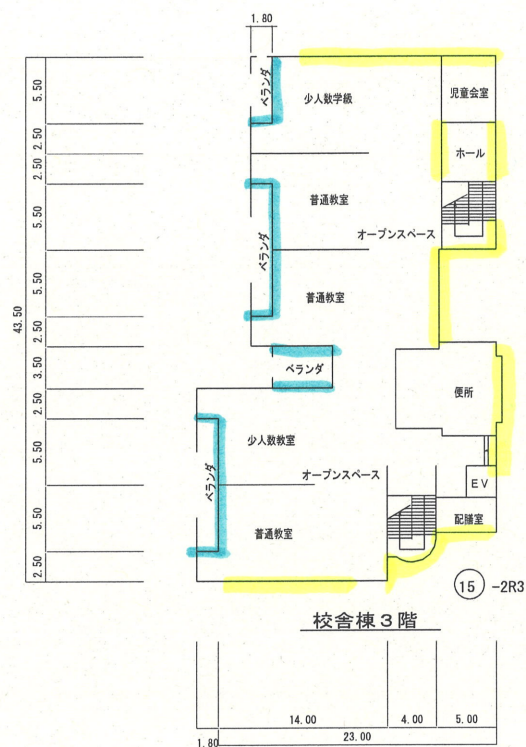 1.80
5.50
2.50
2.50
5.50
5.50
2.50
3.50
2.50
5.50
5.50
2.50
43.50
ベランダ
少人数学級
児童会室
ホール
普通教室
オープンスペース
ベランダ
普通教室
ベランダ
便所
少人数教室
オープンスペース
EV
ベランダ
普通教室
配膳室
15 -2R3
校舎棟3階
14.00
4.00
5.00
1.80
23.00